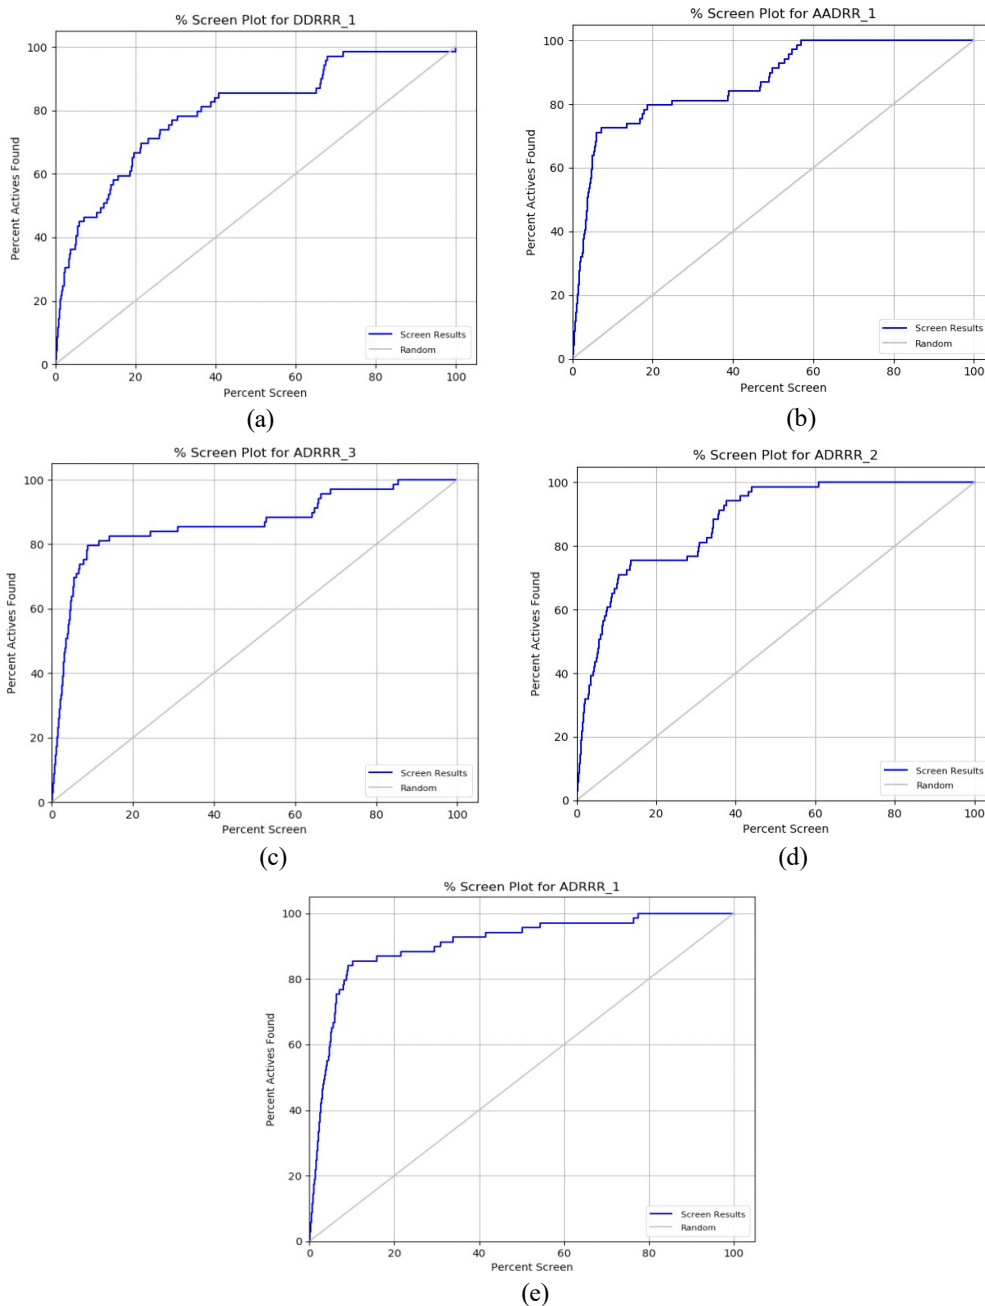 % Screen Plot for DDRRR_1
100
80
60
40
20
0
Percent Actives Found
0 20 40 60 80 100
Percent Screen
Screen Results
Random
(a)
% Screen Plot for AADRR_1
100
80
60
40
20
0
Percent Actives Found
0 20 40 60 80 100
Percent Screen
Screen Results
Random
(b)
% Screen Plot for ADRRR_3
100
80
60
40
20
0
Percent Actives Found
0 20 40 60 80 100
Percent Screen
Screen Results
Random
(c)
% Screen Plot for ADRRR_2
100
80
60
40
20
0
Percent Actives Found
0 20 40 60 80 100
Percent Screen
Screen Results
Random
(d)
% Screen Plot for ADRRR_1
100
80
60
40
20
0
Percent Actives Found
0 20 40 60 80 100
Percent Screen
Screen Results
Random
(e)